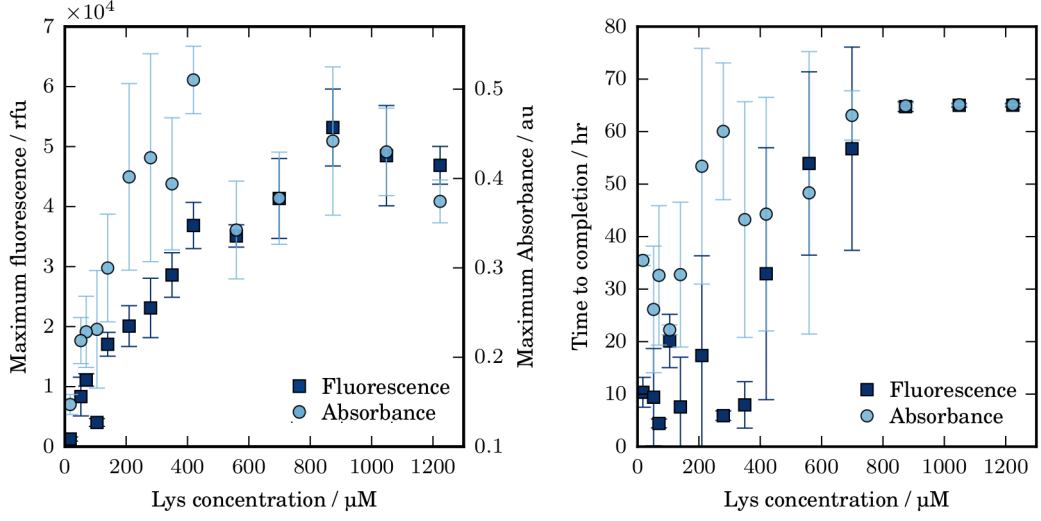 ×10⁴
7
6
5
4
3
2
1
0
Maximum fluorescence / rfu
0.5
0.4
0.3
0.2
0.1
Maximum Absorbance / au
Fluorescence
Absorbance
0 200 400 600 800 1000 1200
Lys concentration / µM
80
70
60
50
40
30
20
10
0
Time to completion / hr
Fluorescence
Absorbance
0 200 400 600 800 1000 1200
Lys concentration / µM